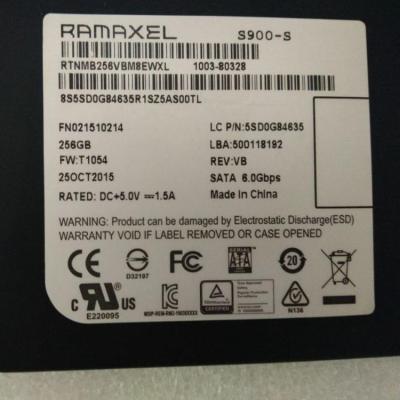 RAMAXEL S900-S
RTNMB256VBM8EWXL 1003-80328
8S5SD0G84635R1SZ5AS00TL
FN021510214 LC P/N:5SD0G84635
256GB LBA:500118192
FW:T1054 REV:VB
25OCT2015 SATA 6.0Gbps
RATED: DC+5.0V ⎓1.5A Made in China
WARNING: Product can be damaged by Electrostatic Discharge(ESD)
WARRANTY VOID IF LABEL REMOVED OR CASE OPENED
CE D32197 FC SERIAL ATA 20
c RU US E220095 TÜVRheinland N136